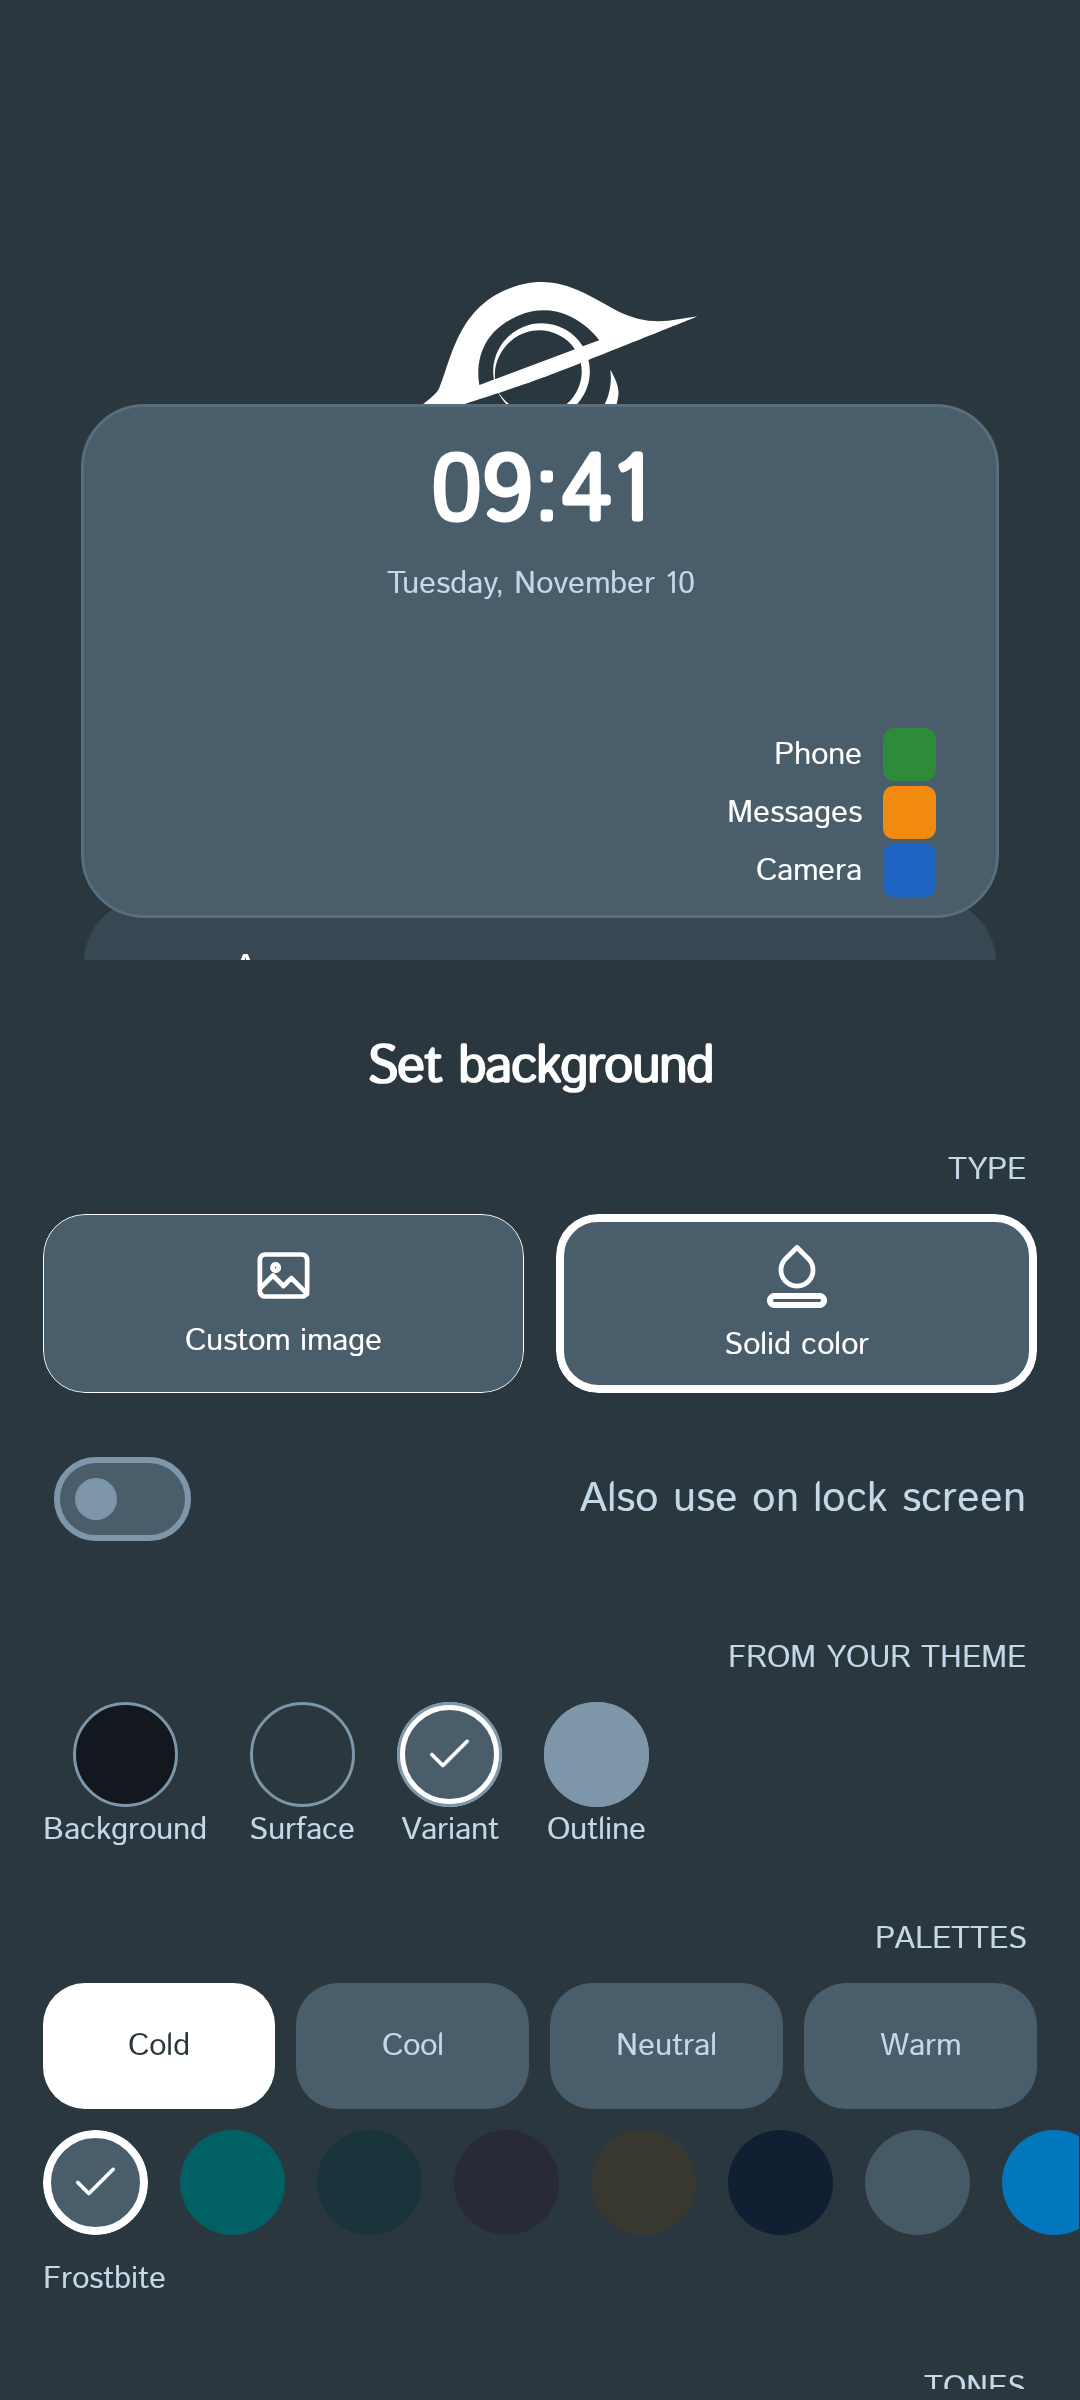 09:41
Tuesday, November 10
Phone
Messages
Camera
Set background
TYPE
Custom image
Solid color
Also use on lock screen
FROM YOUR THEME
Background
Surface
Variant
Outline
PALETTES
Cold
Cool
Neutral
Warm
Frostbite
TONES